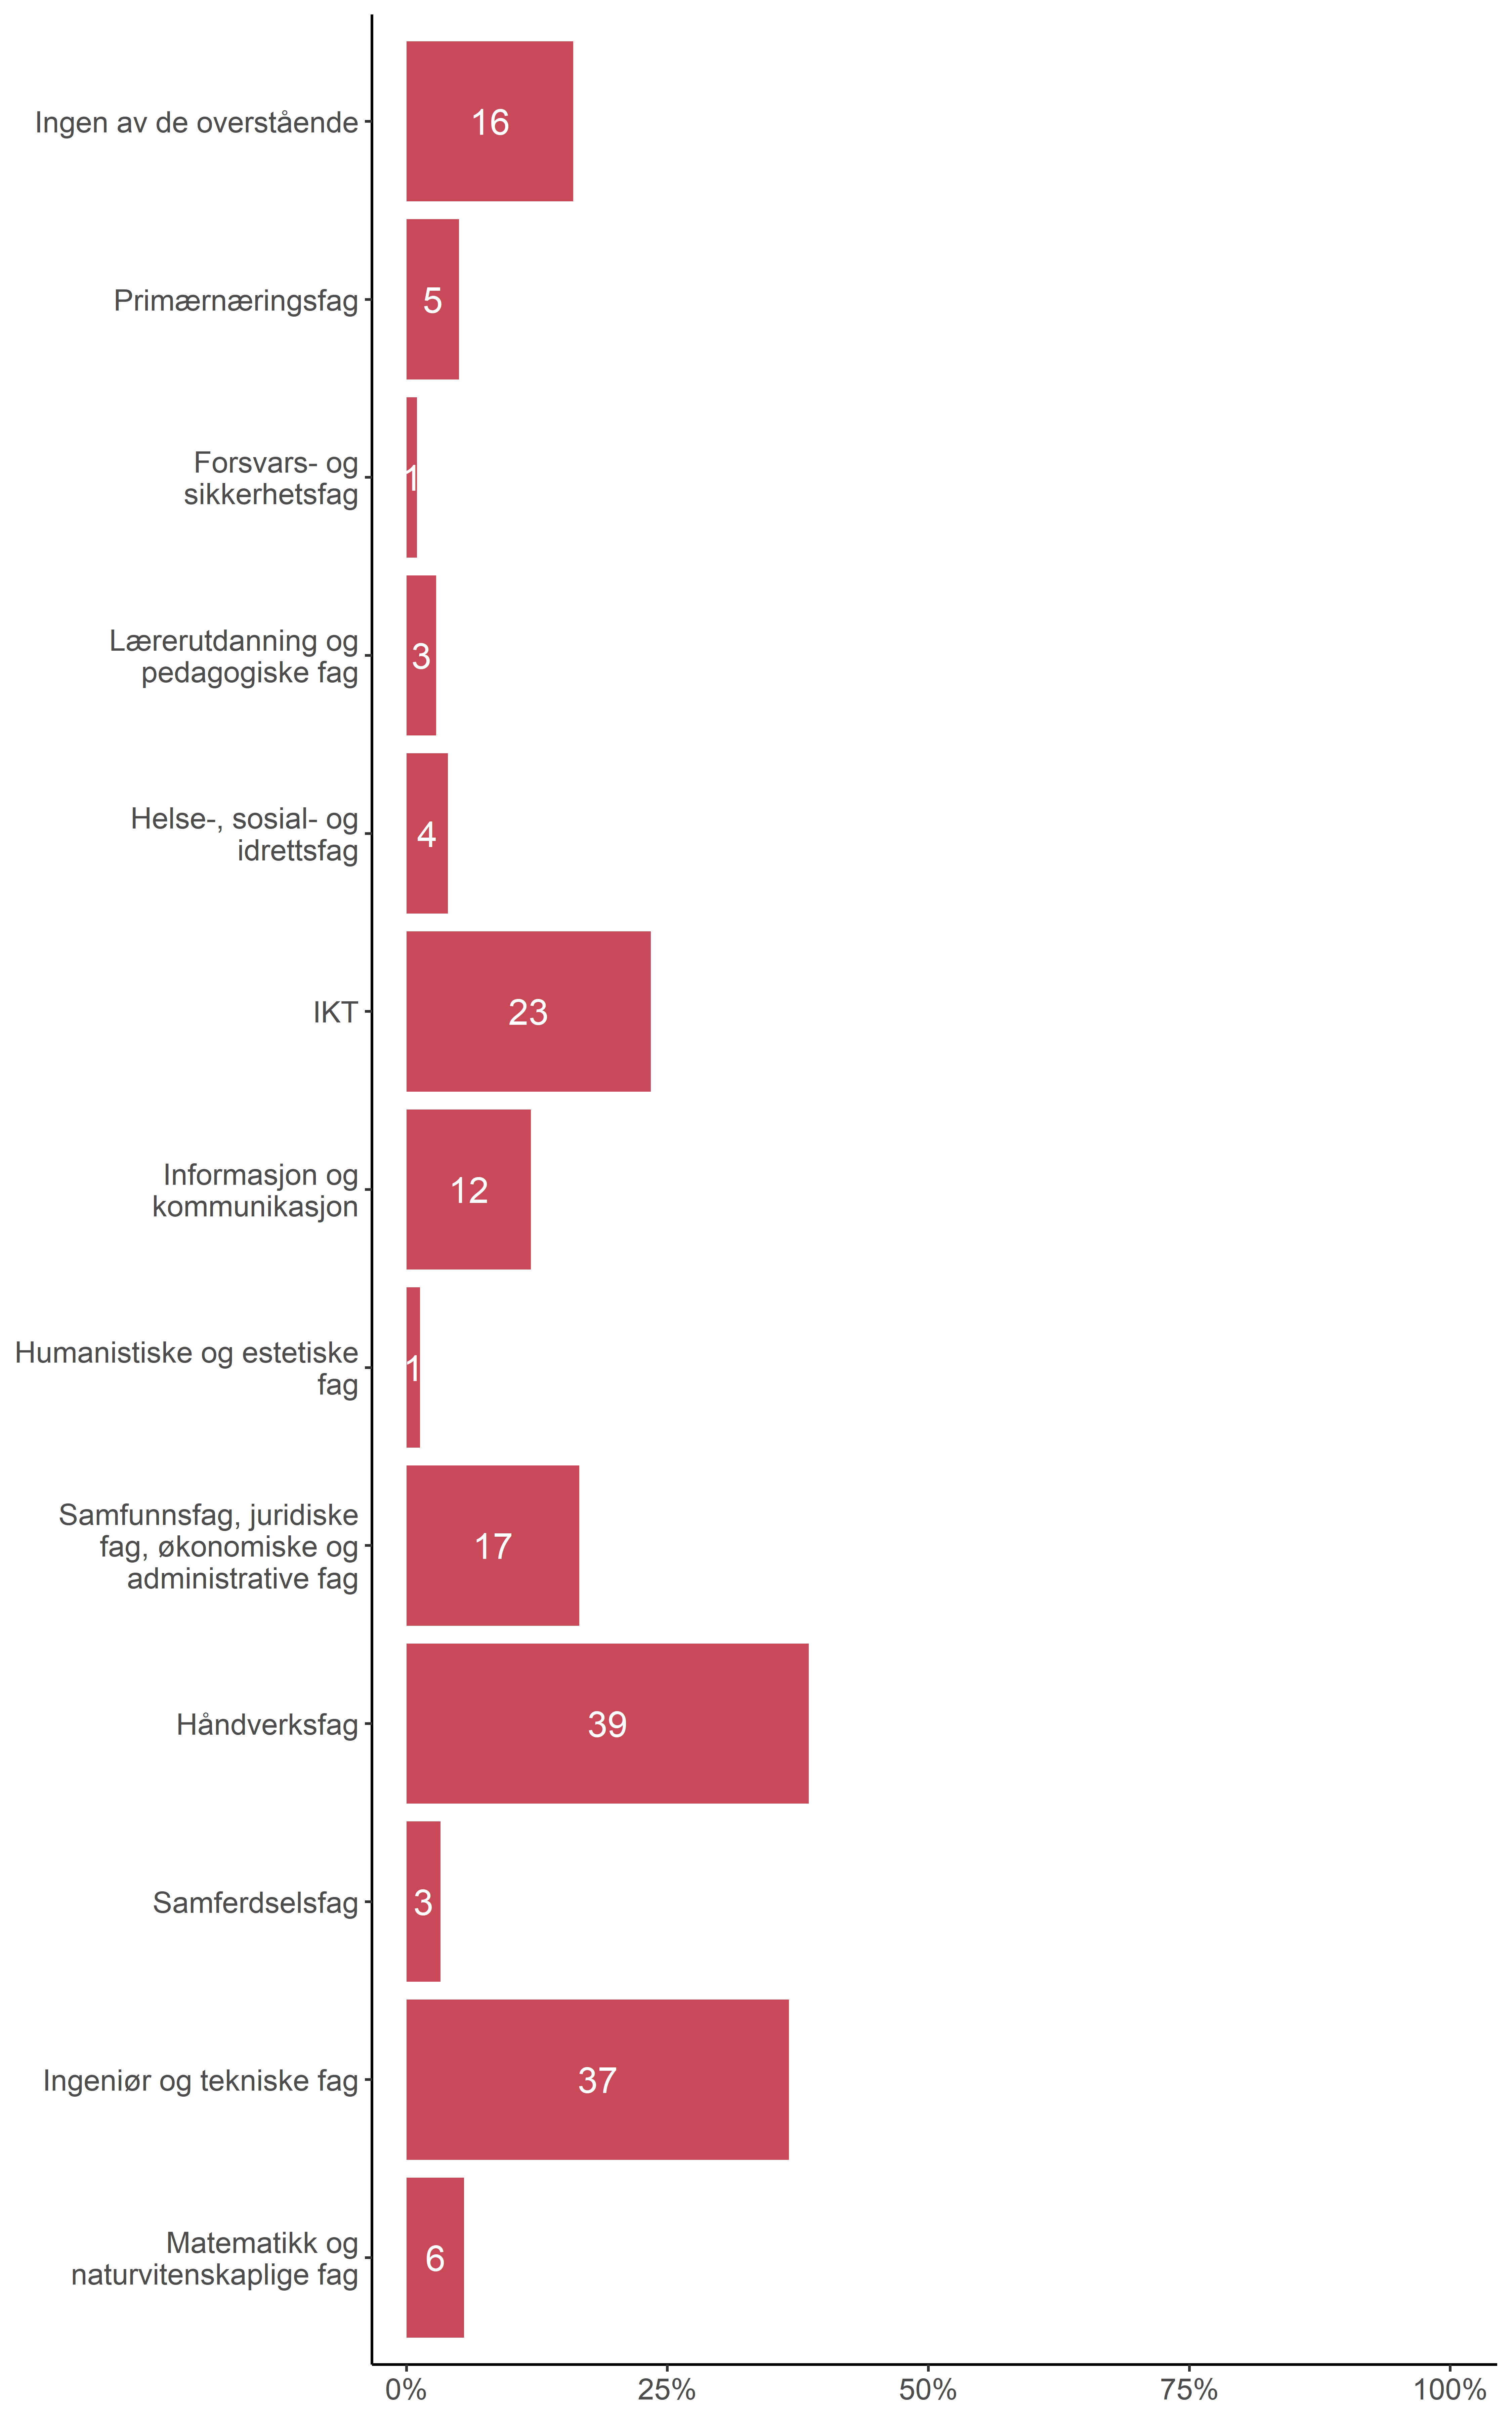 Ingen av de overstående
16
Primærnæringsfag
5
Forsvars- og
sikkerhetsfag
1
Lærerutdanning og
pedagogiske fag
3
Helse-, sosial- og
idrettsfag
4
IKT
23
Informasjon og
kommunikasjon
12
Humanistiske og estetiske
fag
1
Samfunnsfag, juridiske
fag, økonomiske og
administrative fag
17
Håndverksfag
39
Samferdselsfag
3
Ingeniør og tekniske fag
37
Matematikk og
naturvitenskaplige fag
6
0% 25% 50% 75% 100%